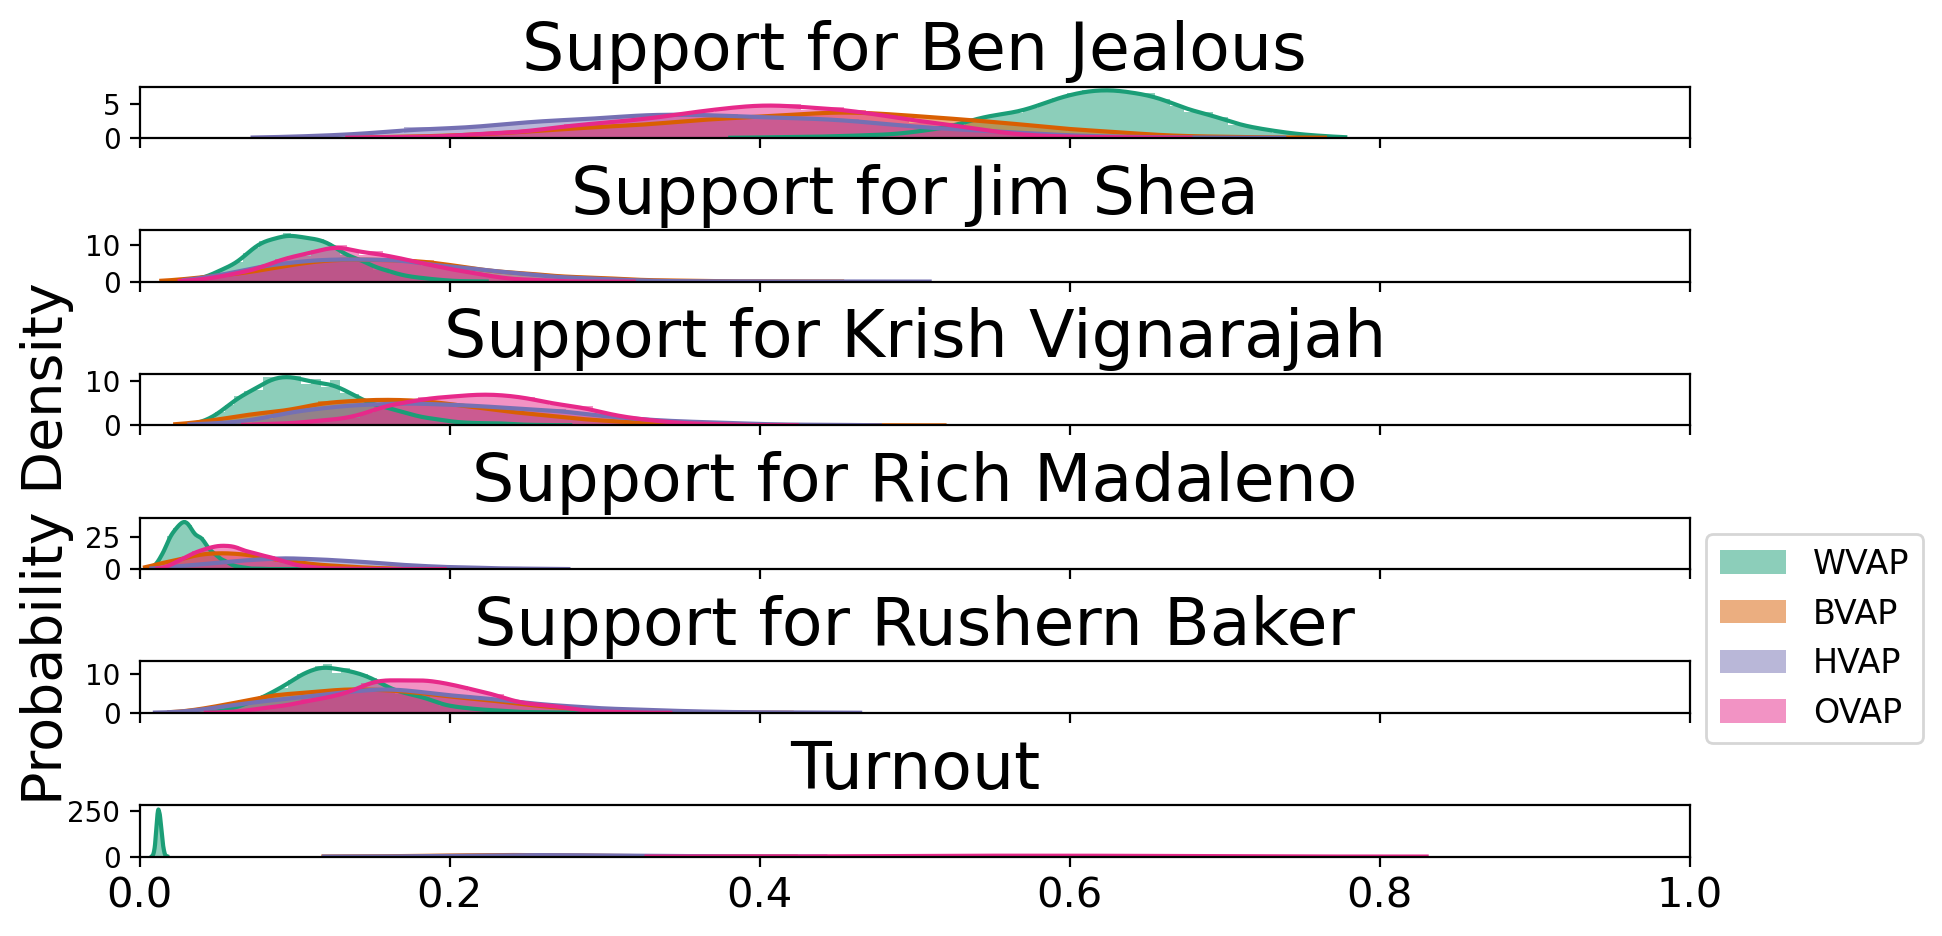 Support for Ben Jealous
5
0
Support for Jim Shea
10
0
Support for Krish Vignarajah
10
0
Support for Rich Madaleno
25
0
Support for Rushern Baker
10
0
Turnout
250
0
0.0 0.2 0.4 0.6 0.8 1.0
Probability Density
WVAP
BVAP
HVAP
OVAP